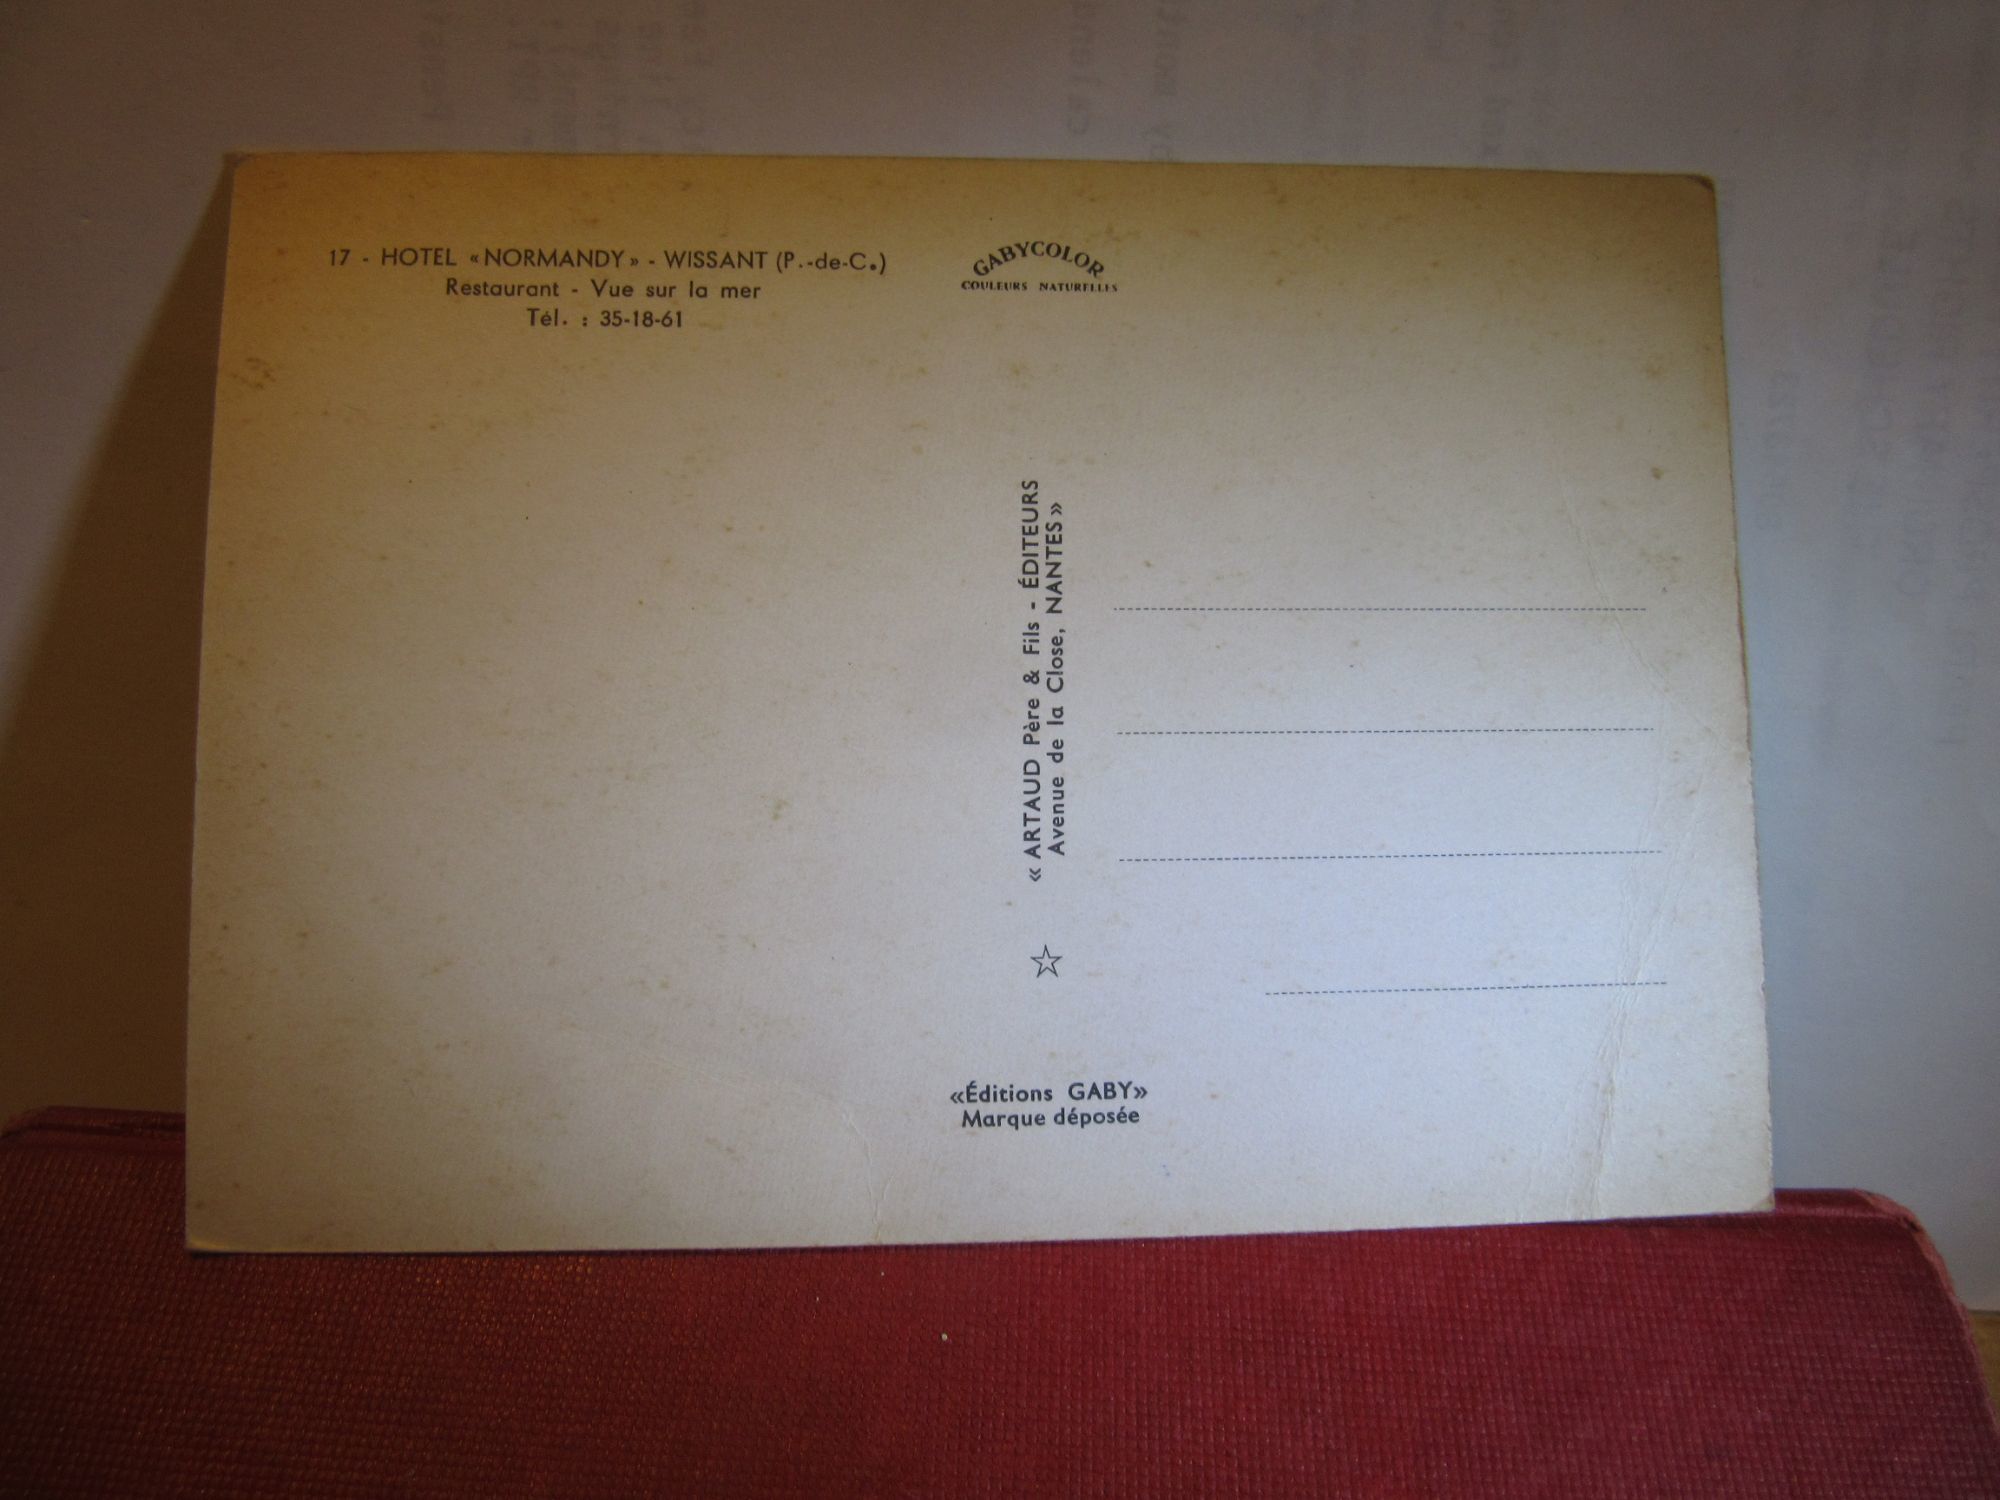 17 - HOTEL «NORMANDY» - WISSANT (P.-de-C.)
Restaurant - Vue sur la mer
Tél. : 35-18-61
GABYCOLOR
COULEURS NATURELLES
« ARTAUD Père & Fils - ÉDITEURS
Avenue de la Close, NANTES »
«Éditions GABY»
Marque déposée